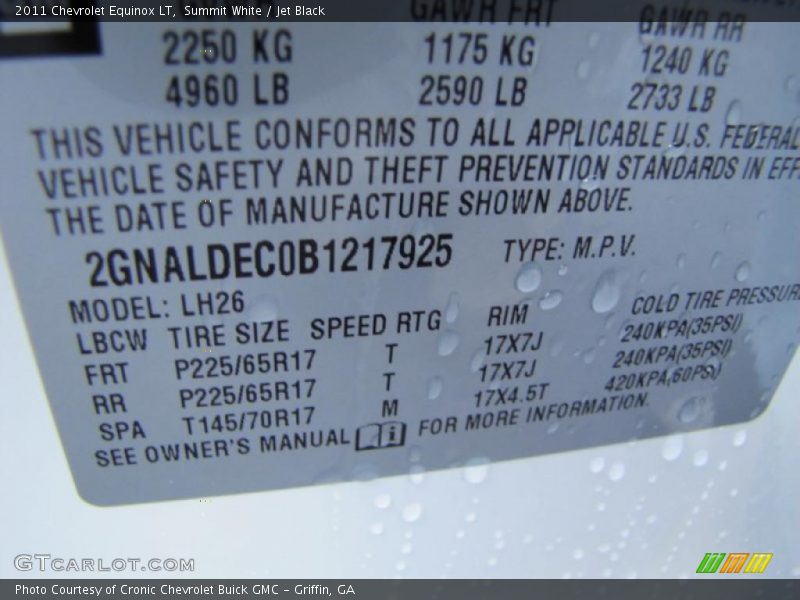 2011 Chevrolet Equinox LT,  Summit White / Jet Black
GAWR FRT GAWR RR
2250 KG 1175 KG 1240 KG
4960 LB 2590 LB 2733 LB
THIS VEHICLE CONFORMS TO ALL APPLICABLE U.S. FEDERAL
VEHICLE SAFETY AND THEFT PREVENTION STANDARDS IN EFF
THE DATE OF MANUFACTURE SHOWN ABOVE.
2GNALDEC0B1217925 TYPE: M.P.V.
MODEL: LH26
LBCW TIRE SIZE SPEED RTG RIM COLD TIRE PRESSUR
FRT P225/65R17 T 17X7J 240KPA(35PSI)
RR P225/65R17 T 17X7J 240KPA(35PSI)
SPA T145/70R17 M 17X4.5T 420KPA(60PSI)
SEE OWNER'S MANUAL i FOR MORE INFORMATION.
GTCARLOT.COM
Photo Courtesy of Cronic Chevrolet Buick GMC – Griffin, GA